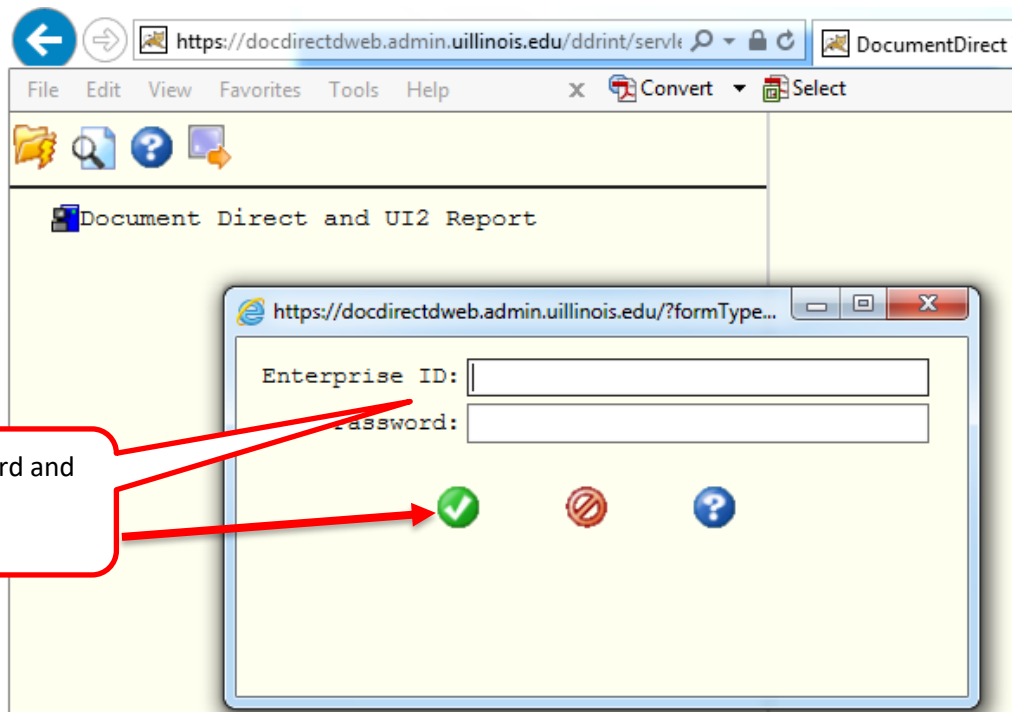 https://docdirectdweb.admin.uillinois.edu/ddrint/servle
DocumentDirect
File Edit View Favorites Tools Help x Convert Select
Document Direct and UI2 Report
https://docdirectdweb.admin.uillinois.edu/?formType...
Enterprise ID:
Password:
rd and